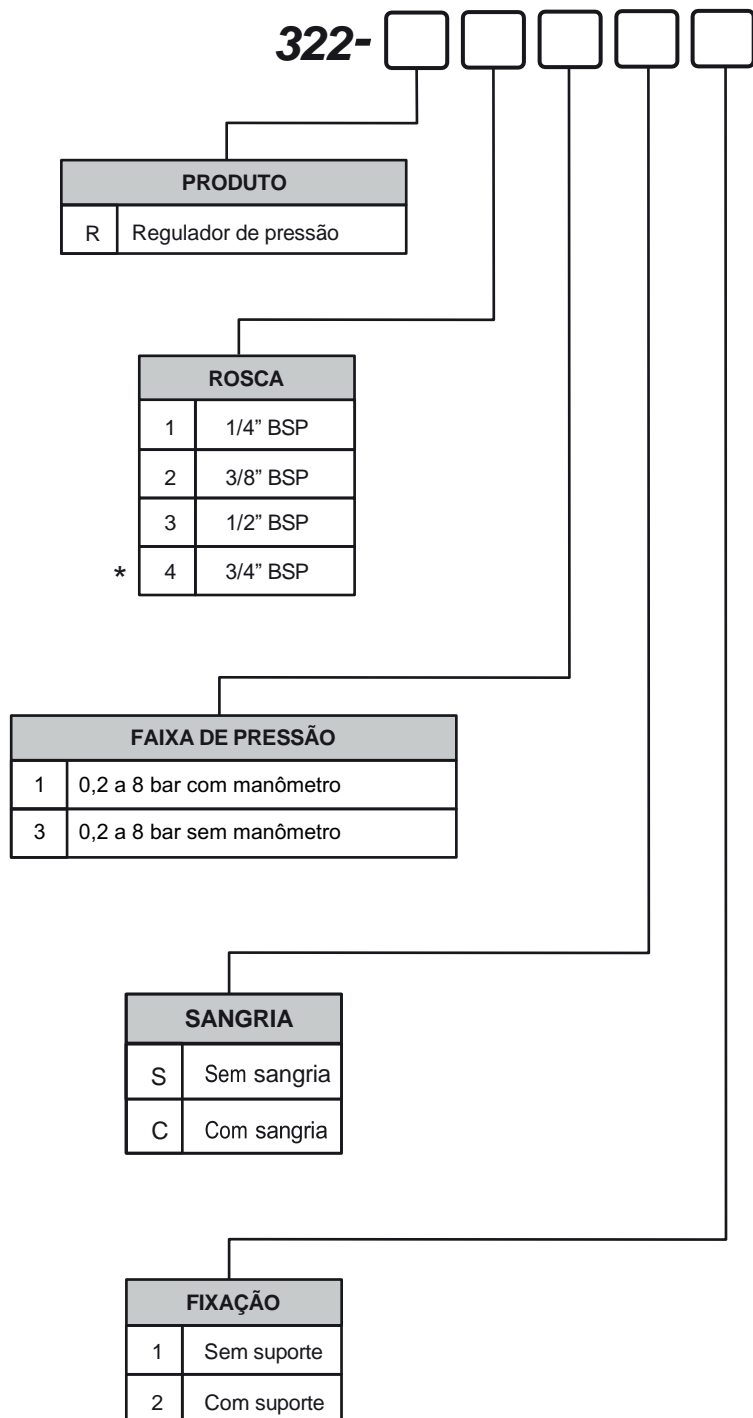 322-
PRODUTO
R Regulador de pressão
ROSCA
1 1/4” BSP
2 3/8” BSP
3 1/2” BSP
* 4 3/4” BSP
FAIXA DE PRESSÃO
1 0,2 a 8 bar com manômetro
3 0,2 a 8 bar sem manômetro
SANGRIA
S Sem sangria
C Com sangria
FIXAÇÃO
1 Sem suporte
2 Com suporte